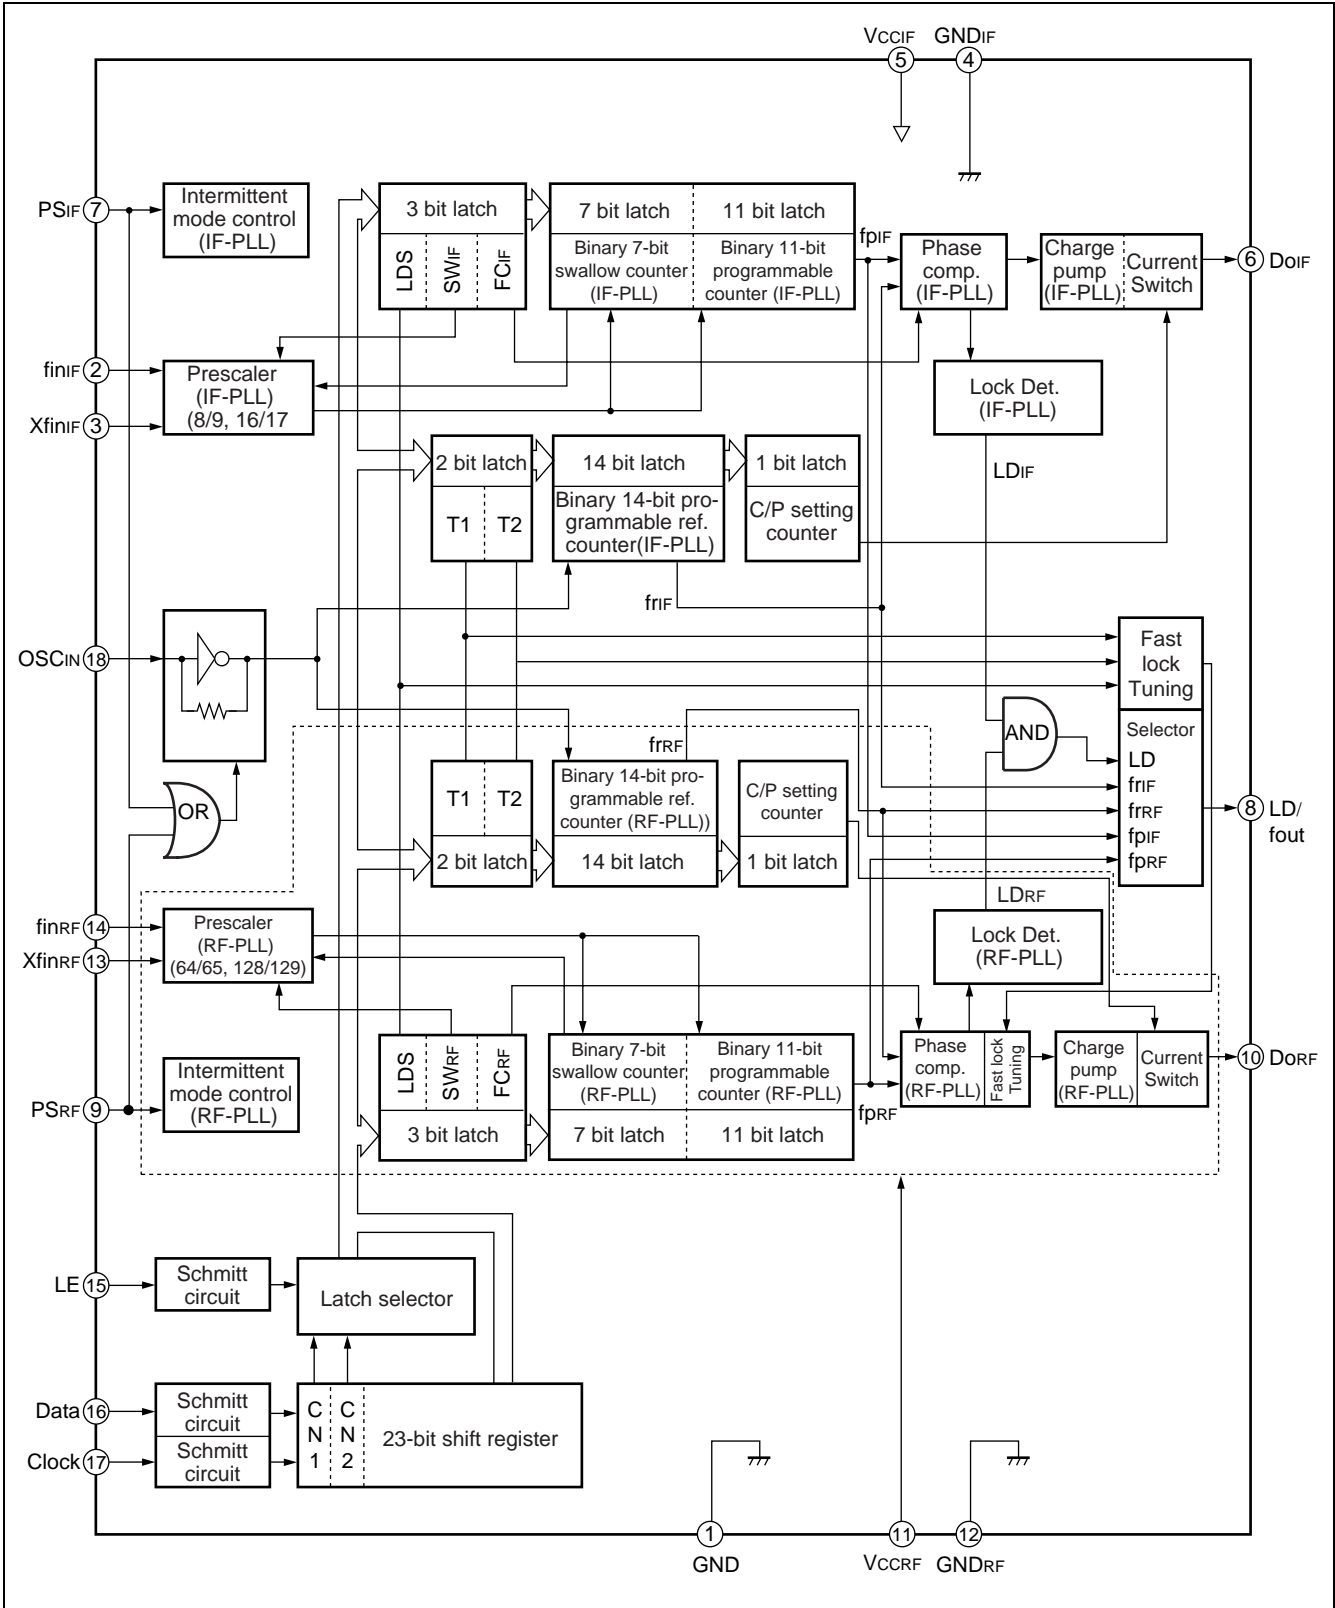 VCCIF GNDIF
5 4
Intermittent
mode control
(IF-PLL)
PSIF 7
3 bit latch
LDS
SWIF
FCIF
7 bit latch
11 bit latch
Binary 7-bit
swallow counter
(IF-PLL)
Binary 11-bit
programmable
counter (IF-PLL)
fpIF
Phase
comp.
(IF-PLL)
Charge
pump
(IF-PLL)
Current
Switch
6 DoIF
finIF 2
XfinIF 3
Prescaler
(IF-PLL)
(8/9, 16/17
Lock Det.
(IF-PLL)
LDIF
2 bit latch
T1 T2
14 bit latch
Binary 14-bit pro-
grammable ref.
counter(IF-PLL)
1 bit latch
C/P setting
counter
frIF
OSCIN 18
OR
Fast
lock
Tuning
AND
Selector
LD
frIF
frRF
fpIF
fpRF
8 LD/
fout
frRF
T1 T2
2 bit latch
Binary 14-bit pro-
grammable ref.
counter (RF-PLL))
14 bit latch
C/P setting
counter
1 bit latch
LDRF
Lock Det.
(RF-PLL)
finRF 14
XfinRF 13
Prescaler
(RF-PLL)
(64/65, 128/129)
LDS
SWRF
FCRF
3 bit latch
Binary 7-bit
swallow counter
(RF-PLL)
Binary 11-bit
programmable
counter (RF-PLL)
7 bit latch
11 bit latch
fpRF
Phase
comp.
(RF-PLL)
Fast lock
Tuning
Charge
pump
(RF-PLL)
Current
Switch
10 DoRF
Intermittent
mode control
(RF-PLL)
PSRF 9
LE 15
Schmitt
circuit
Latch selector
Data 16
Schmitt
circuit
Clock 17
Schmitt
circuit
C
N
1
C
N
2
23-bit shift register
1 11 12
GND VCCRF GNDRF